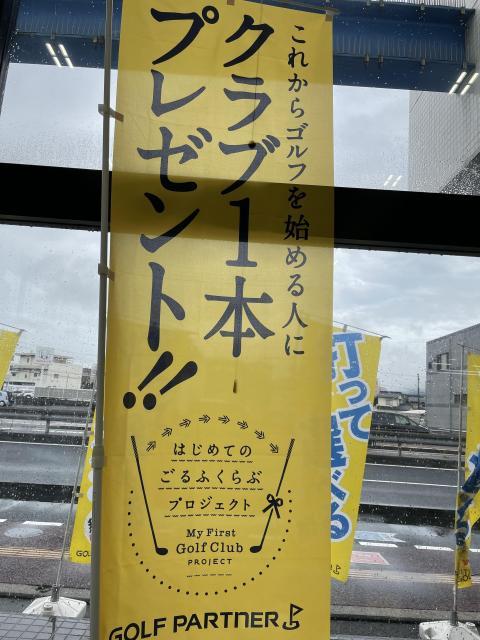 これからゴルフを始める人に
クラブ1本
プレゼント!!
はじめての
ごるふくらぶ
プロジェクト
My First
Golf Club
PROJECT
GOLF PARTNER
打って